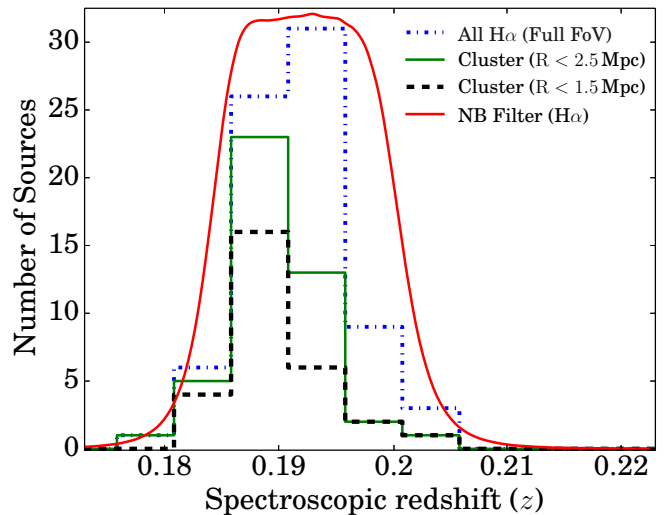 30
25
20
15
10
5
0
Number of Sources
All Hα (Full FoV)
Cluster (R < 2.5 Mpc)
Cluster (R < 1.5 Mpc)
NB Filter (Hα)
0.18 0.19 0.2 0.21 0.22
Spectroscopic redshift (z)